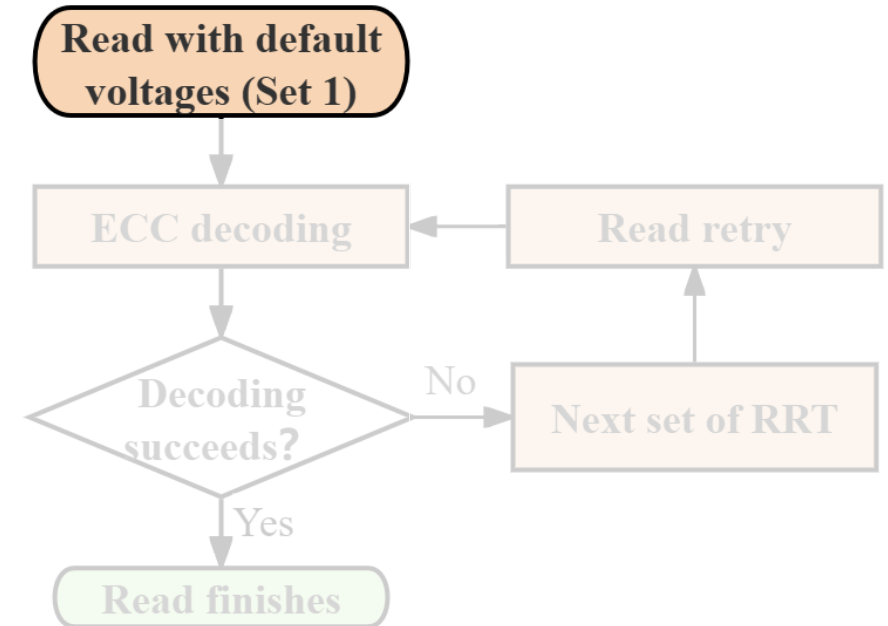 Read with default
voltages (Set 1)
ECC decoding
Read retry
Decoding
succeeds?
No
Next set of RRT
Yes
Read finishes